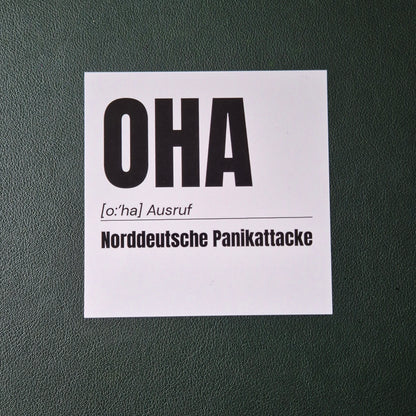 OHA
[o:'ha] Ausruf
Norddeutsche Panikattacke